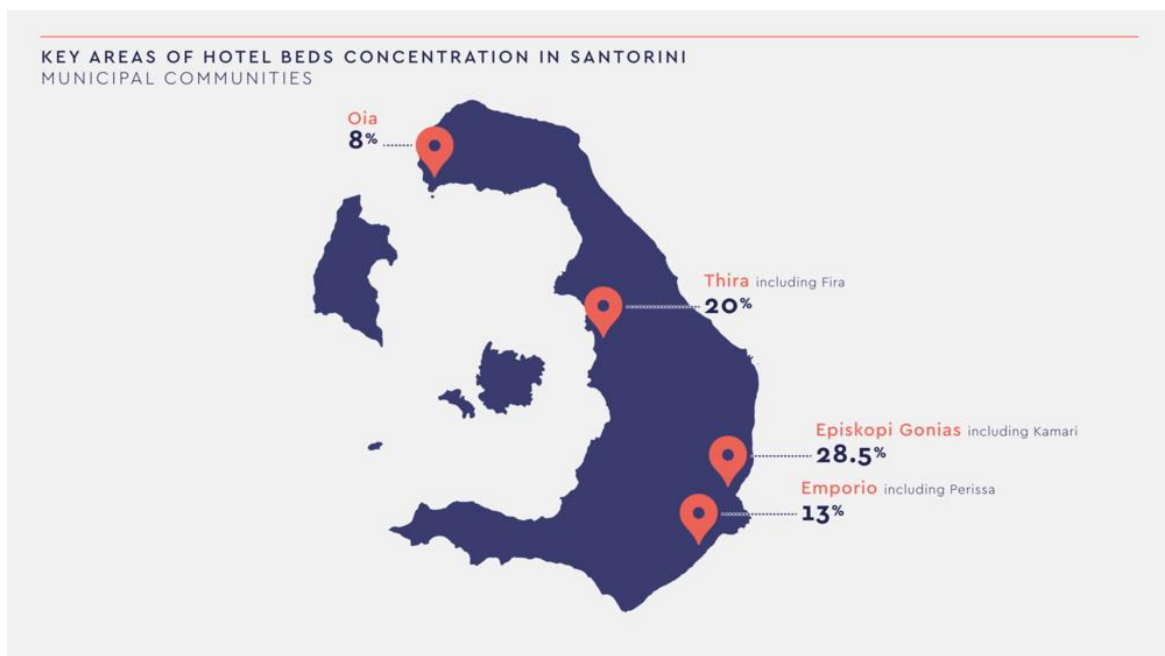 KEY AREAS OF HOTEL BEDS CONCENTRATION IN SANTORINI
MUNICIPAL COMMUNITIES
Oia
8%
Thira including Fira
20%
Episkopi Gonias including Kamari
28.5%
Emporio including Perissa
13%